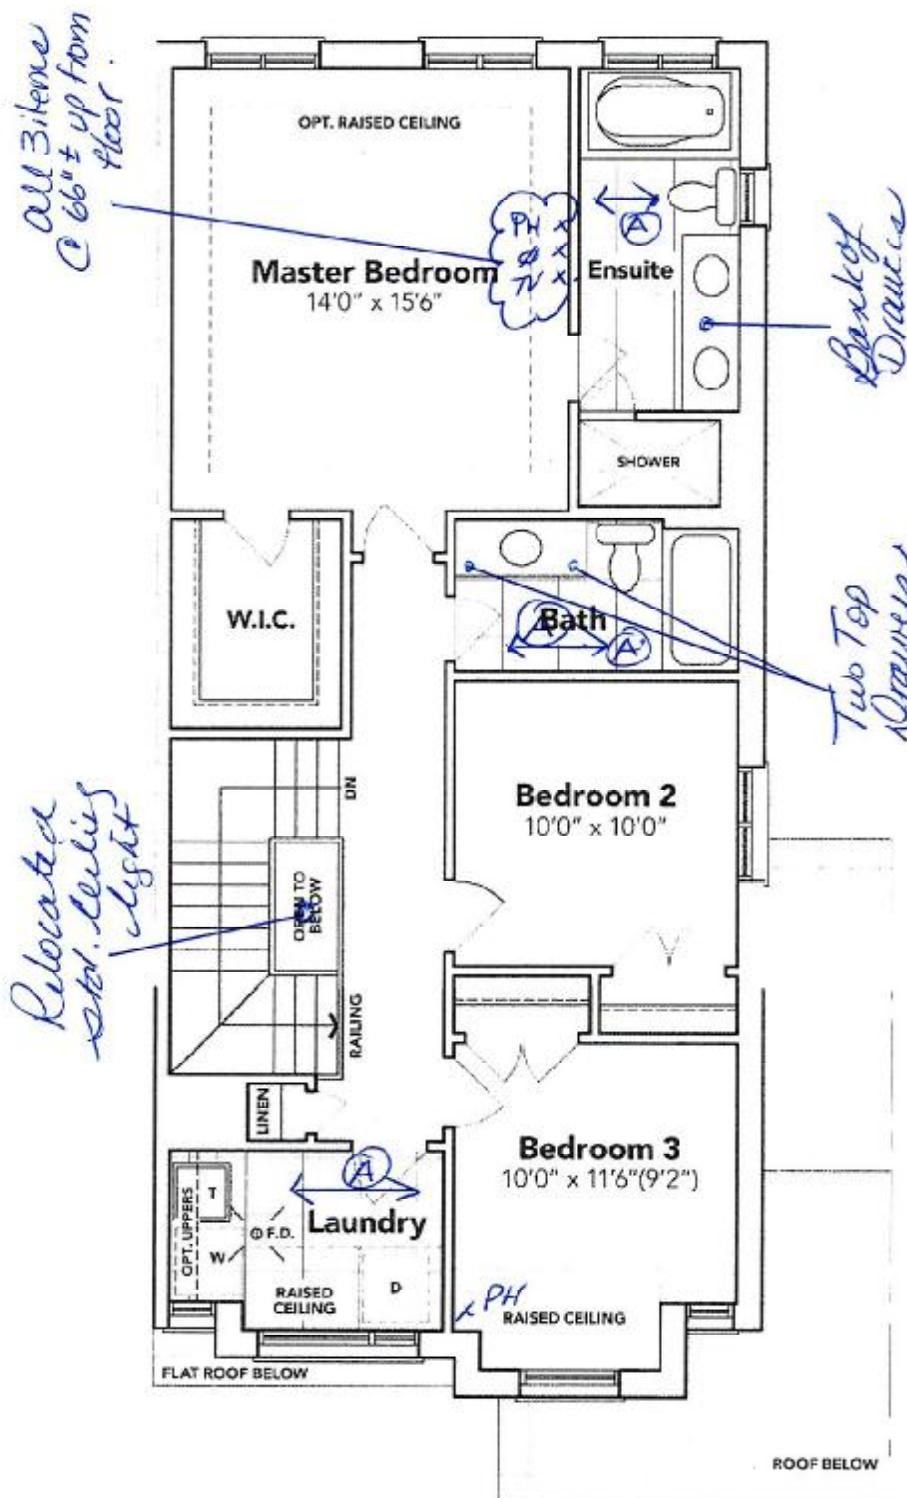 all 3 items
@ 66"± up from
floor.
OPT. RAISED CEILING
PH x
ф x
TV x
A
Master Bedroom
14'0" x 15'6"
Ensuite
Bank of
Drawers
SHOWER
W.I.C.
A
Bath
A
Two Top
Drawers
Bedroom 2
10'0" x 10'0"
DN
OPEN TO
BELOW
Relocated
std. ceiling
light
RAILING
LINEN
Bedroom 3
10'0" x 11'6"(9'2")
A
Laundry
OPT. UPPERS
T
W
F.D.
D
RAISED
CEILING
x PH
RAISED CEILING
FLAT ROOF BELOW
ROOF BELOW